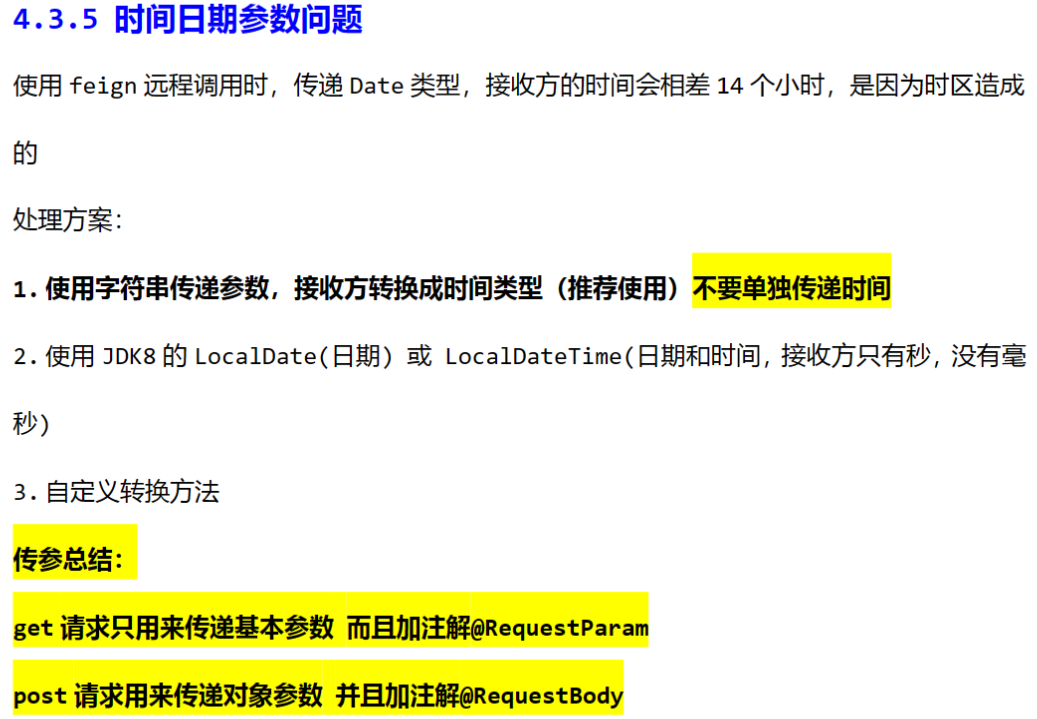 4.3.5 时间日期参数问题
使用 feign 远程调用时，传递 Date 类型，接收方的时间会相差 14 个小时，是因为时区造成
的
处理方案：
1. 使用字符串传递参数，接收方转换成时间类型（推荐使用）不要单独传递时间
2. 使用 JDK8 的 LocalDate(日期) 或 LocalDateTime(日期和时间,接收方只有秒,没有毫
秒)
3. 自定义转换方法
传参总结：
get 请求只用来传递基本参数 而且加注解@RequestParam
post 请求用来传递对象参数 并且加注解@RequestBody